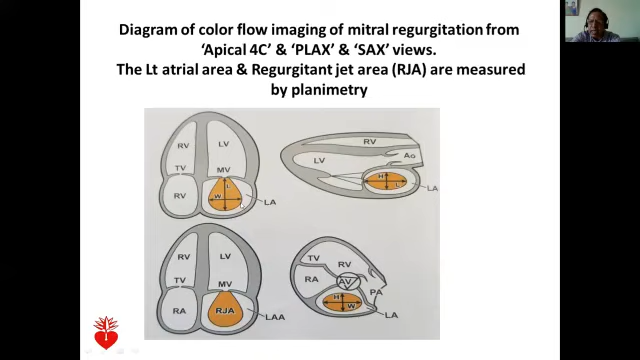 Diagram of color flow imaging of mitral regurgitation from
'Apical 4C' & 'PLAX' & 'SAX' views.
The Lt atrial area & Regurgitant jet area (RJA) are measured
by planimetry
RV LV
TV MV
RV W L LA
RV
LV Ao
H L LA
RV LV
TV MV
RA RJA LAA
TV RV
RA AV
PA
H W
LA